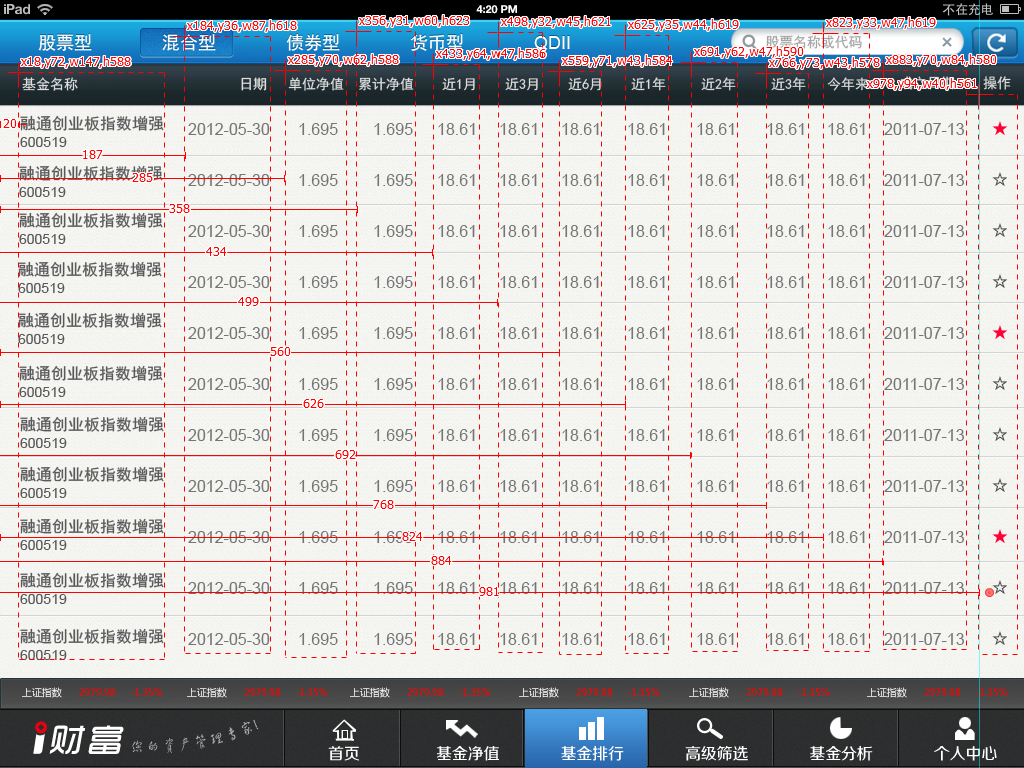 iPad 4:20 PM 不在充电
x184,y36,w87,h618 x356,y31,w60,h623 x498,y32,w45,h621 x625,y35,w44,h619 x823,y33,w47,h619
股票型 混合型 债券型 货币型 QDII 股票名称或代码
x18,y72,w147,h588 x285,y70,w62,h588 x433,y64,w47,h586 x559,y71,w43,h584 x691,y62,w47,h590 x766,y73,w43,h578 x883,y70,w84,h580
x978,y94,w40,h561
基金名称 日期 单位净值 累计净值 近1月 近3月 近6月 近1年 近2年 近3年 今年来 操作
融通创业板指数增强 2012-05-30 1.695 1.695 18.61 18.61 18.61 18.61 18.61 18.61 18.61 2011-07-13 ★
600519
187
融通创业板指数增强 2012-05-30 1.695 1.695 18.61 18.61 18.61 18.61 18.61 18.61 18.61 2011-07-13 ☆
285
600519
358
融通创业板指数增强 2012-05-30 1.695 1.695 18.61 18.61 18.61 18.61 18.61 18.61 18.61 2011-07-13 ☆
600519
434
融通创业板指数增强 2012-05-30 1.695 1.695 18.61 18.61 18.61 18.61 18.61 18.61 18.61 2011-07-13 ☆
600519
499
融通创业板指数增强 2012-05-30 1.695 1.695 18.61 18.61 18.61 18.61 18.61 18.61 18.61 2011-07-13 ★
600519
560
融通创业板指数增强 2012-05-30 1.695 1.695 18.61 18.61 18.61 18.61 18.61 18.61 18.61 2011-07-13 ☆
600519
626
融通创业板指数增强 2012-05-30 1.695 1.695 18.61 18.61 18.61 18.61 18.61 18.61 18.61 2011-07-13 ☆
600519
692
融通创业板指数增强 2012-05-30 1.695 1.695 18.61 18.61 18.61 18.61 18.61 18.61 18.61 2011-07-13 ☆
600519
768
融通创业板指数增强 2012-05-30 1.695 1.695 18.61 18.61 18.61 18.61 18.61 18.61 18.61 2011-07-13 ★
824
600519
884
融通创业板指数增强 2012-05-30 1.695 1.695 18.61 18.61 18.61 18.61 18.61 18.61 18.61 2011-07-13 ☆
981
600519
融通创业板指数增强 2012-05-30 1.695 1.695 18.61 18.61 18.61 18.61 18.61 18.61 18.61 2011-07-13 ☆
600519
上证指数 上证指数 上证指数 上证指数 上证指数 上证指数
i财富 你的资产管理专家!
首页 基金净值 基金排行 高级筛选 基金分析 个人中心